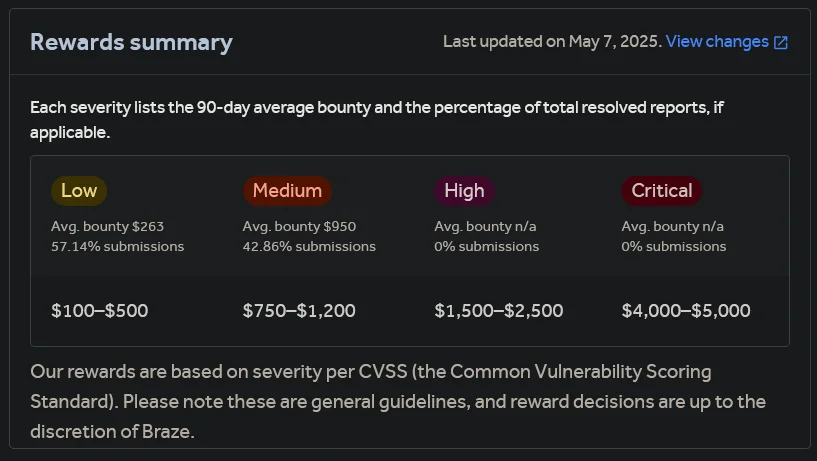 Rewards summary
Last updated on May 7, 2025. View changes
Each severity lists the 90-day average bounty and the percentage of total resolved reports, if
applicable.
Low
Avg. bounty $263
57.14% submissions
$100–$500
Medium
Avg. bounty $950
42.86% submissions
$750–$1,200
High
Avg. bounty n/a
0% submissions
$1,500–$2,500
Critical
Avg. bounty n/a
0% submissions
$4,000–$5,000
Our rewards are based on severity per CVSS (the Common Vulnerability Scoring
Standard). Please note these are general guidelines, and reward decisions are up to the
discretion of Braze.